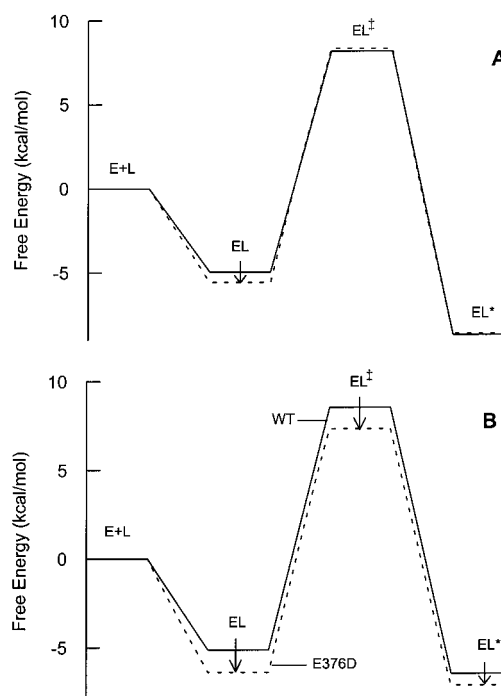 10
EL‡
A
5
Free Energy (kcal/mol)
E+L
0
EL
-5
EL*
10
EL‡
WT
B
5
Free Energy (kcal/mol)
E+L
0
EL
-5
E376D
EL*